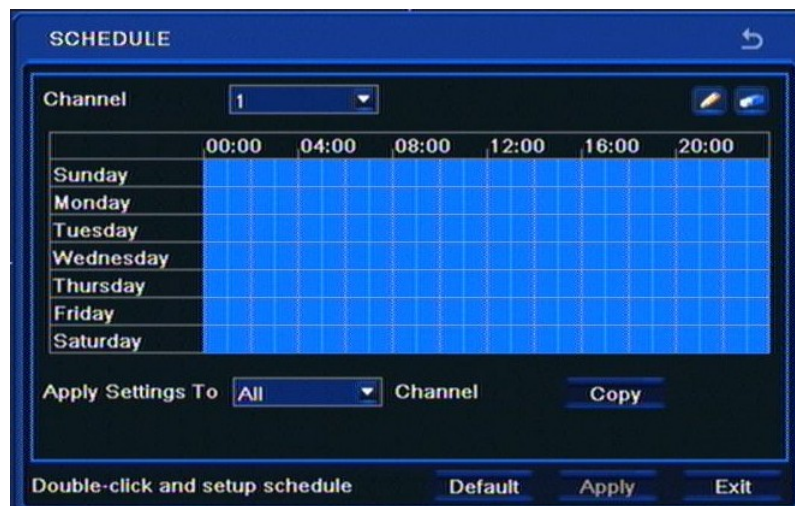 SCHEDULE
Channel 1
00:00 04:00 08:00 12:00 16:00 20:00
Sunday
Monday
Tuesday
Wednesday
Thursday
Friday
Saturday
Apply Settings To All Channel Copy
Double-click and setup schedule Default Apply Exit